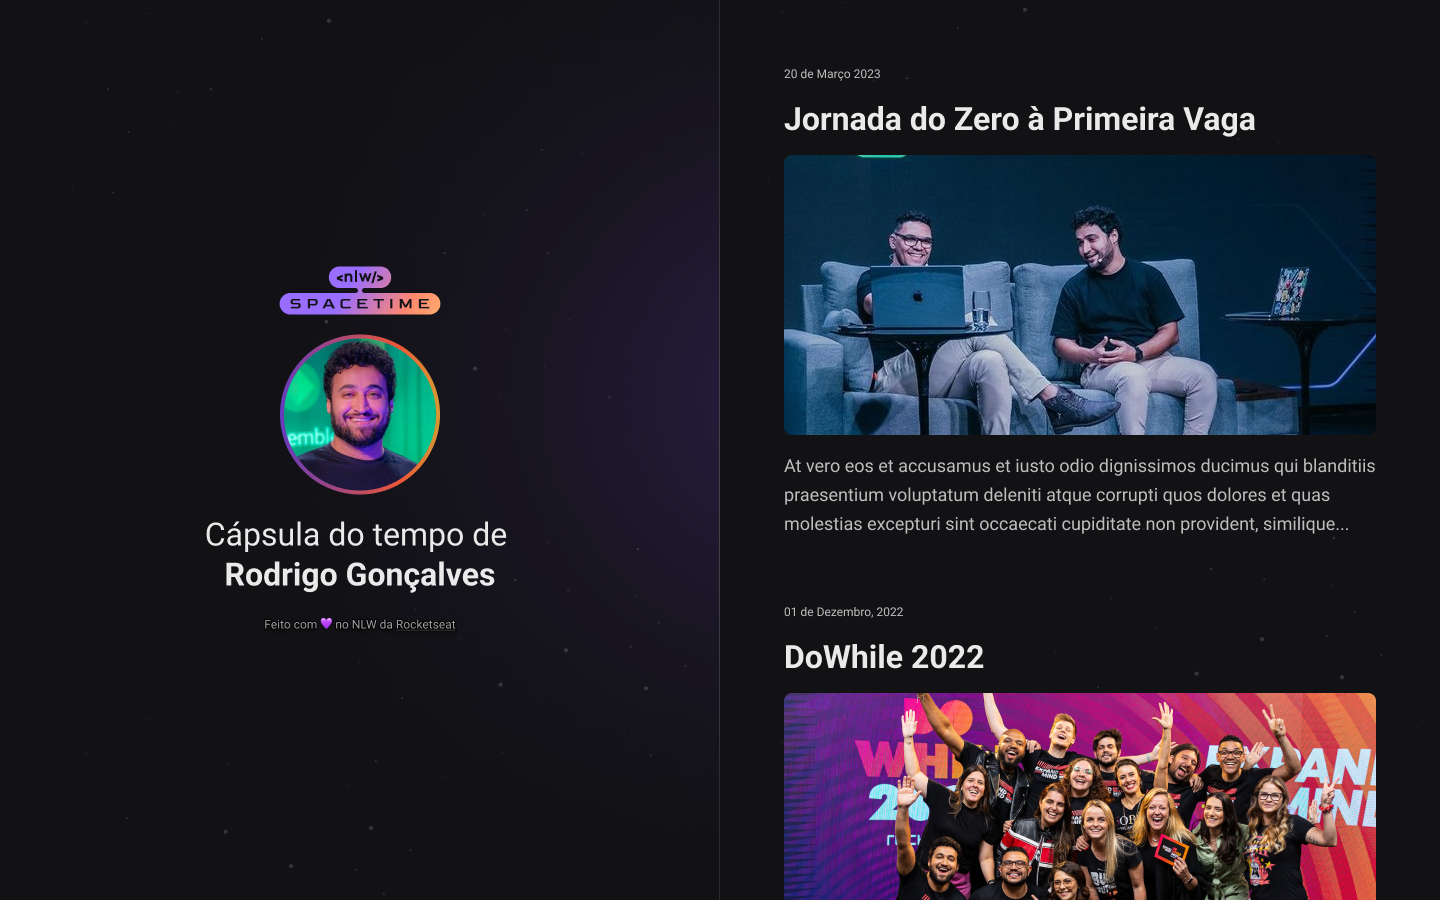 <nlw/>
SPACETIME
embl
Cápsula do tempo de
Rodrigo Gonçalves
Feito com 💜 no NLW da Rocketseat
20 de Março 2023
Jornada do Zero à Primeira Vaga
At vero eos et accusamus et iusto odio dignissimos ducimus qui blanditiis
praesentium voluptatum deleniti atque corrupti quos dolores et quas
molestias excepturi sint occaecati cupiditate non provident, similique...
01 de Dezembro, 2022
DoWhile 2022